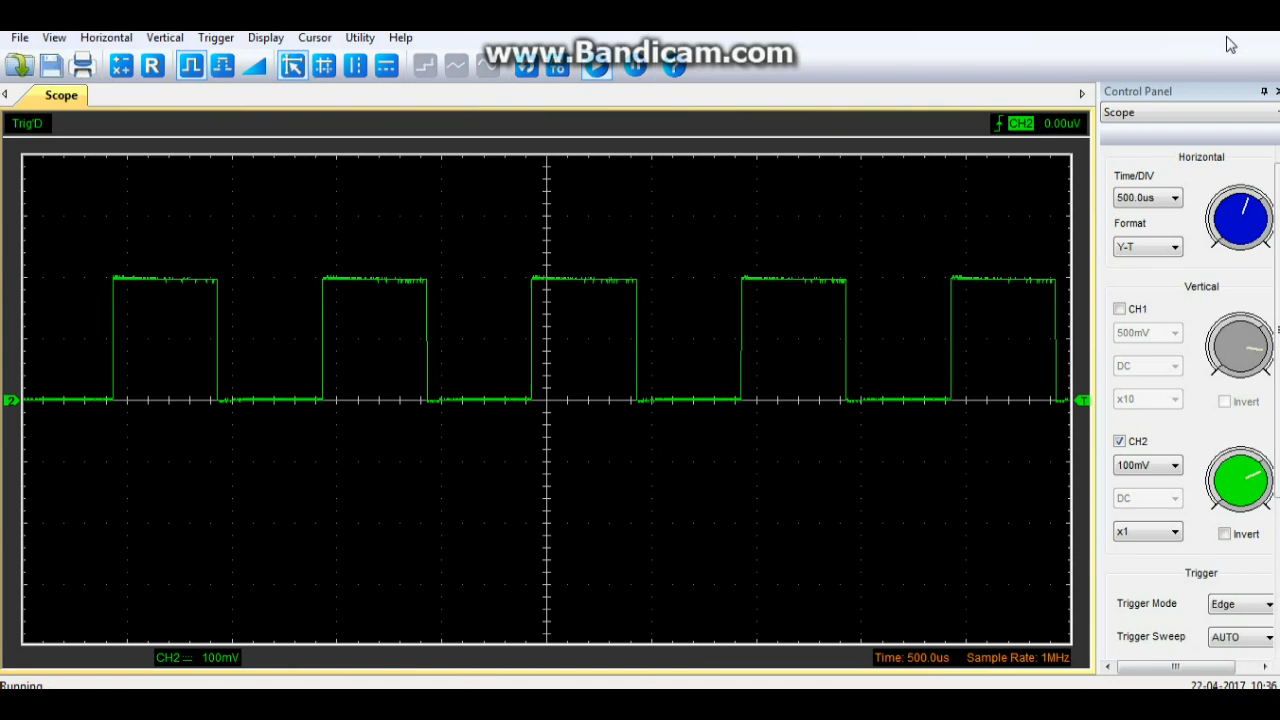 File View Horizontal Vertical Trigger Display Cursor Utility Help
www.Bandicam.com
R
Scope
Control Panel
Scope
Trig'D
CH2 0.00uV
Horizontal
Time/DIV
500.0us
Format
Y-T
Vertical
CH1
500mV
DC
x10
Invert
CH2
100mV
DC
x1
Invert
2
T
Trigger
Trigger Mode Edge
Trigger Sweep AUTO
CH2 100mV
Time: 500.0us Sample Rate: 1MHz
Running
22-04-2017 10:36